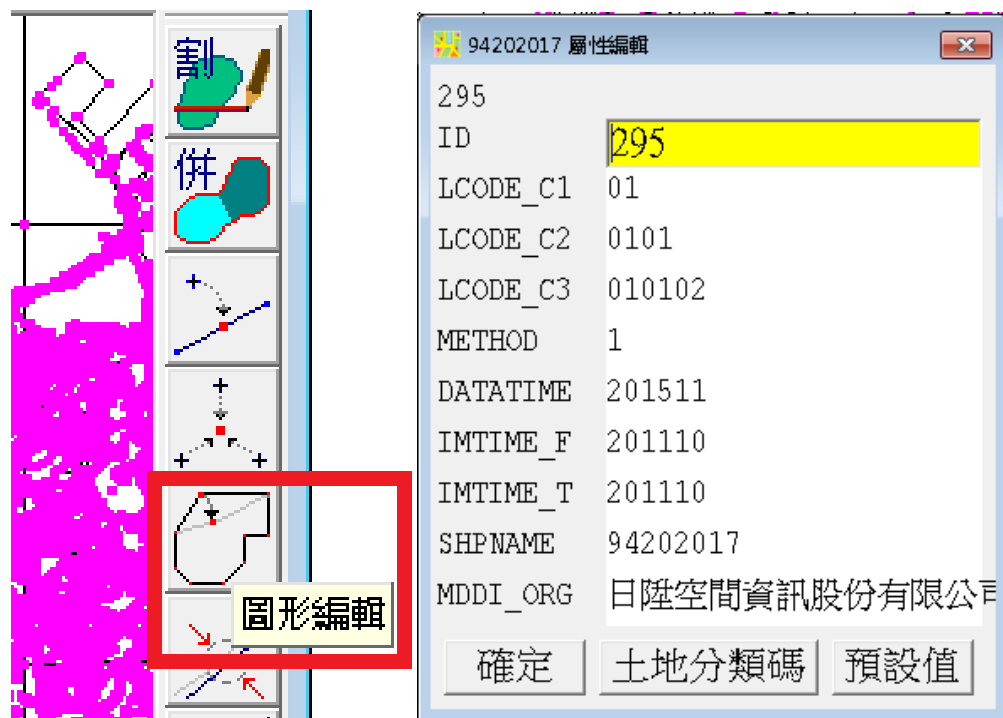 割
併
圖形編輯
94202017 屬性編輯
295
ID 295
LCODE_C1 01
LCODE_C2 0101
LCODE_C3 010102
METHOD 1
DATATIME 201511
IMTIME_F 201110
IMTIME_T 201110
SHPNAME 94202017
MDDI_ORG 日陞空間資訊股份有限公司
確定 土地分類碼 預設值